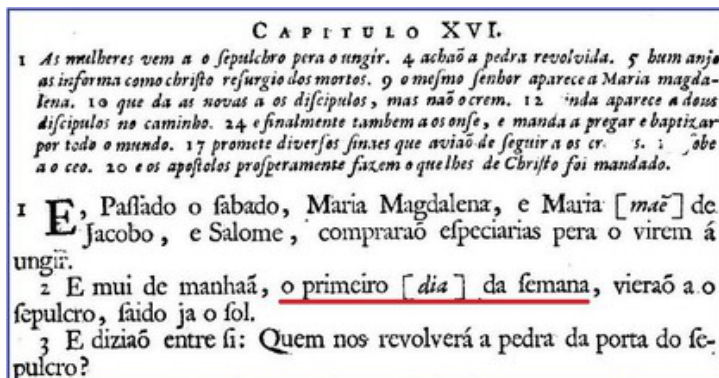 CAPITULO XVI.
1 As mulheres vem a o ſepulchro pera o ungir. 4 achaõ a pedra revolvida. 5 hum anjo
as informa como chriſto reſurgio dos mortos. 9 o meſmo ſenhor aparece a Maria magda-
lena. 10 que da as novas a os diſcipulos, mas naõ o crem. 12 nda aparece a dous
diſcipulos no caminho. 24 e finalmente tambem a os onſe, e manda a pregar e baptizar
por todo o mundo. 17 promete diverſos ſinaes que aviaõ de ſeguir a os cr s. 1 obe
a o ceo. 20 e os apoſtolos proſperamente fazem o que lhes de Chriſto foi mandado.
1 E, Paſſado o ſabado, Maria Magdalena, e Maria [maẽ] de
Jacobo, e Salome, compraraõ eſpeciarias pera o virem á
ungir.
2 E mui de manhaã, o primeiro [dia] da ſemana, vieraõ a o
ſepulcro, ſaido ja o ſol.
3 E diziaõ entre ſi: Quem nos revolverá a pedra da porta do ſe-
pulcro?